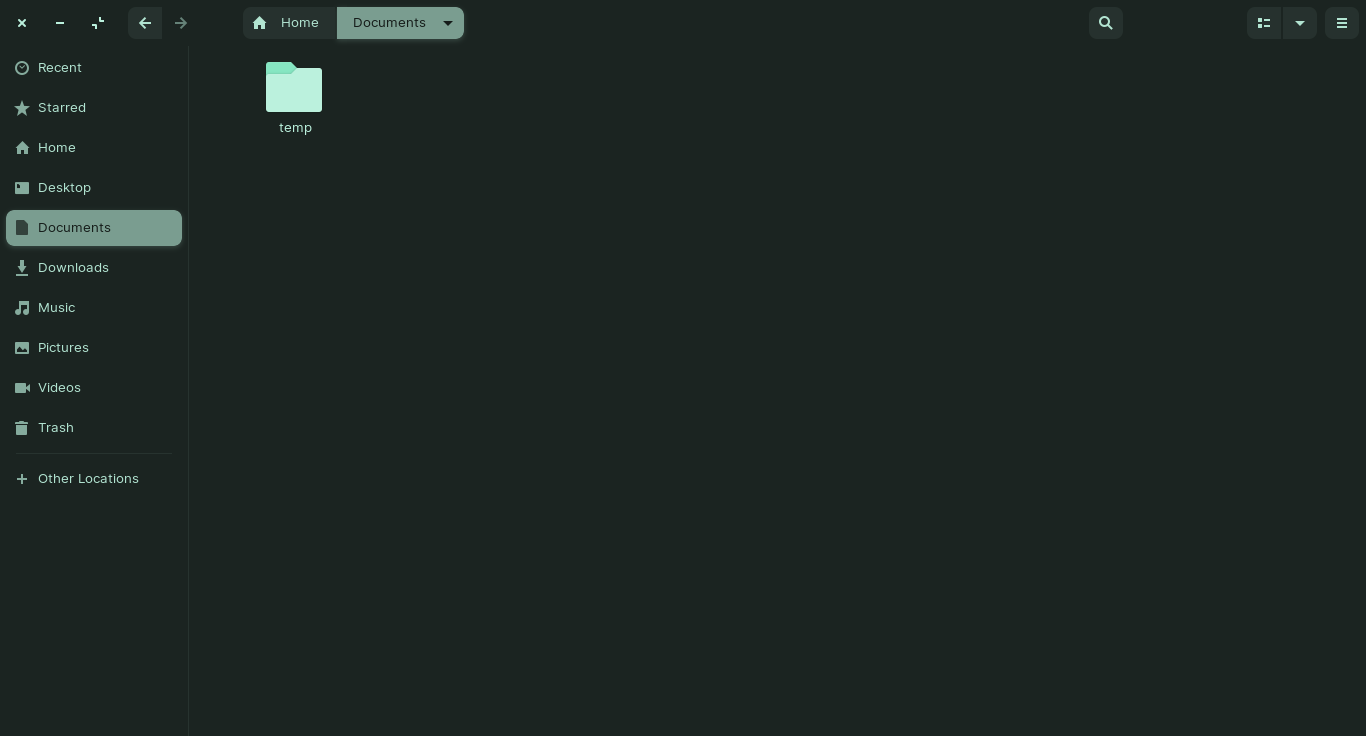 Home
Documents
Recent
Starred
Home
Desktop
Documents
Downloads
Music
Pictures
Videos
Trash
Other Locations
temp